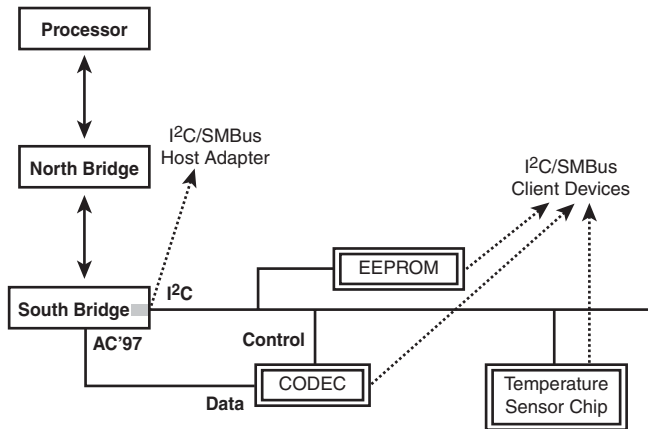 Processor
I²C/SMBus
Host Adapter
North Bridge
I²C/SMBus
Client Devices
EEPROM
I²C
South Bridge
AC'97
Control
CODEC
Data
Temperature
Sensor Chip